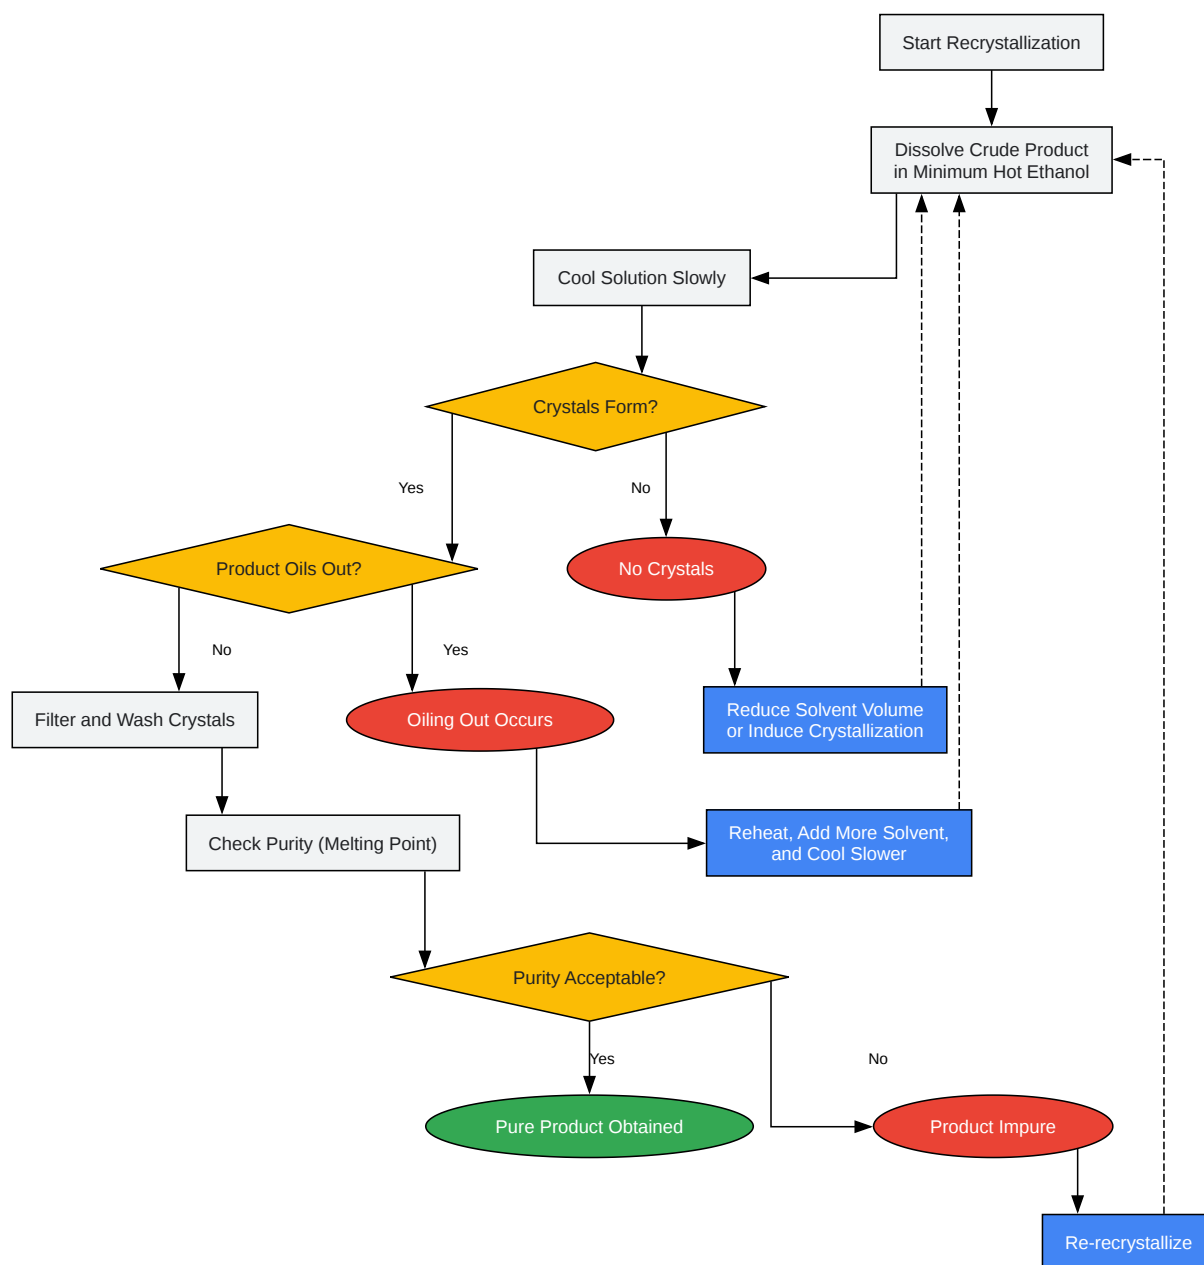 Start Recrystallization
Dissolve Crude Product
in Minimum Hot Ethanol
Cool Solution Slowly
Crystals Form?
Yes
No
Product Oils Out?
No Crystals
No
Yes
Filter and Wash Crystals
Oiling Out Occurs
Reduce Solvent Volume
or Induce Crystallization
Check Purity (Melting Point)
Reheat, Add More Solvent,
and Cool Slower
Purity Acceptable?
Yes
No
Pure Product Obtained
Product Impure
Re-recrystallize